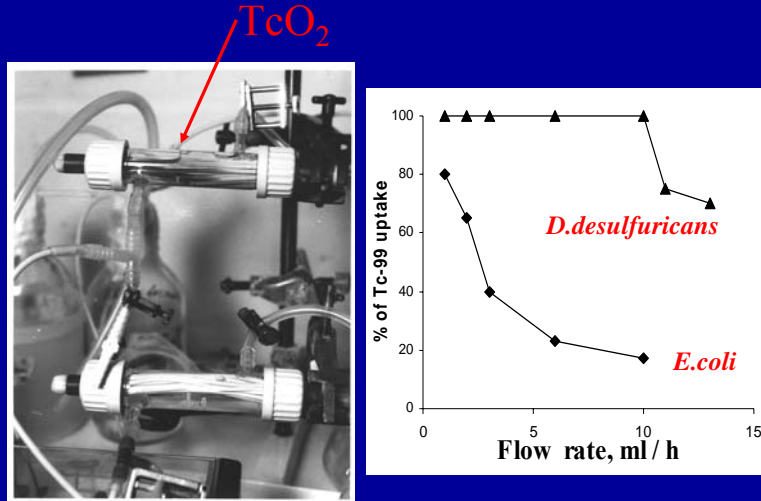 TcO2
100
80
60
40
20
0
% of Tc-99 uptake
D.desulfuricans
E.coli
0
5
10
15
Flow rate, ml / h